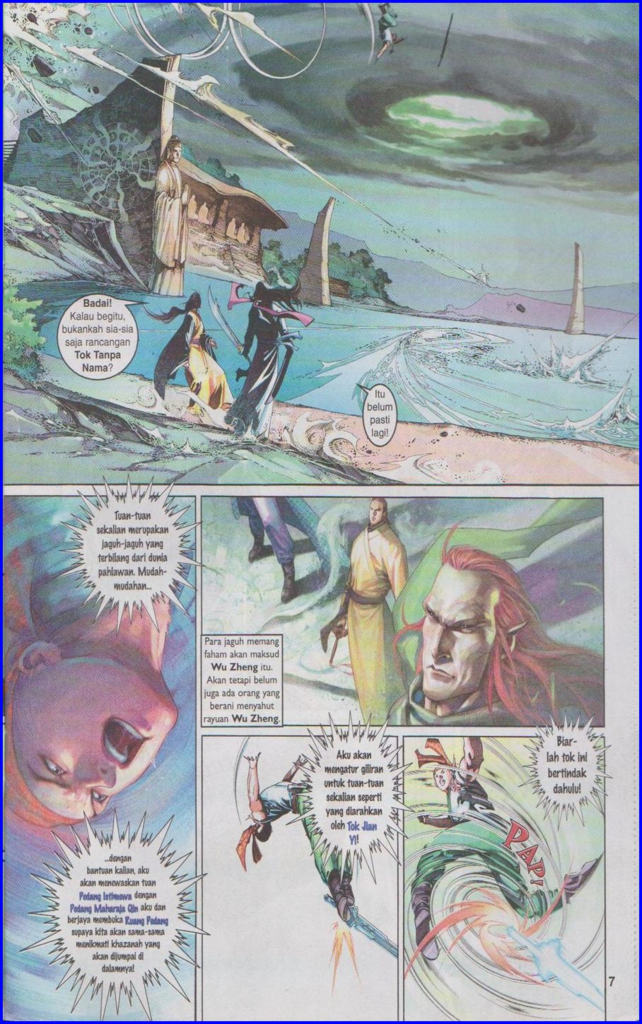 Badai!
Kalau begitu,
bukankah sia-sia
saja rancangan
Tok Tanpa
Nama?
Itu
belum
pasti
lagi!
Tuan-tuan
sekalian merupakan
jaguh-jaguh yang
terbilang dari dunia
pahlawan. Mudah-
mudahan...
...dengan
bantuan kalian, aku
akan menewaskan tuan
Pedang Istimewa dengan
Pedang Maharaja Qin aku dan
berjaya membuka Ruang Pedang
supaya kita akan sama-sama
menikmati khazanah yang
akan dijumpai di
dalamnya!
Para jaguh memang
faham akan maksud
Wu Zheng itu.
Akan tetapi belum
juga ada orang yang
berani menyahut
rayuan Wu Zheng.
Aku akan
mengatur giliran
untuk tuan-tuan
sekalian seperti
yang diarahkan
oleh Tok Jian
Yi!
Biar-
lah tok ini
bertindak
dahulu!
PAP!
7